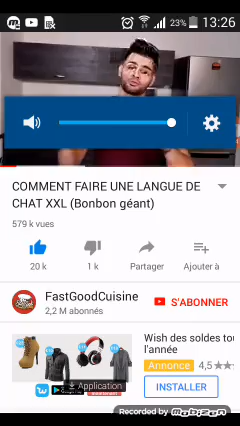 23% 13:26
COMMENT FAIRE UNE LANGUE DE
CHAT XXL (Bonbon géant)
579 k vues
20 k
1 k
Partager
Ajouter à
FastGoodCuisine
2,2 M abonnés
S'ABONNER
Wish des soldes tou
l'année
Annonce 4,5
INSTALLER
Application
Recorded by MOBIZEN